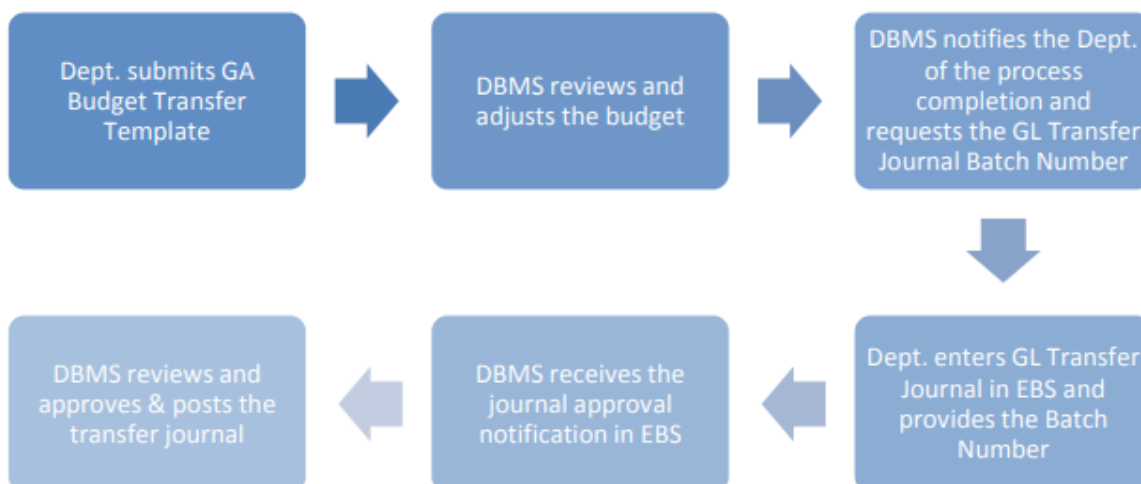 Dept. submits GA
Budget Transfer
Template
DBMS reviews and
adjusts the budget
DBMS notifies the Dept.
of the process
completion and
requests the GL Transfer
Journal Batch Number
Dept. enters GL Transfer
Journal in EBS and
provides the Batch
Number
DBMS receives the
journal approval
notification in EBS
DBMS reviews and
approves & posts the
transfer journal